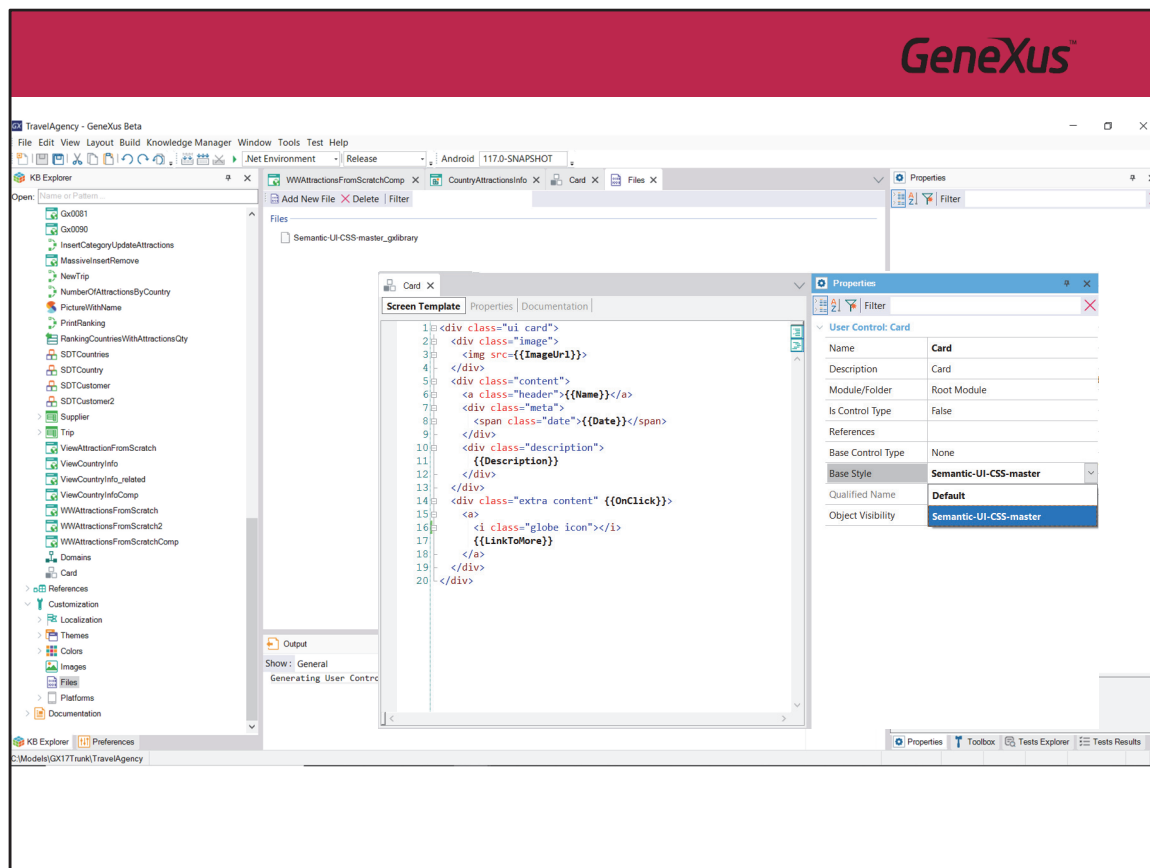 GeneXus™
GX TravelAgency - GeneXus Beta
File Edit View Layout Build Knowledge Manager Window Tools Test Help
.Net Environment Release Android 117.0-SNAPSHOT
KB Explorer
Open: Name or Pattern...
Gx0081
Gx0090
InsertCategoryUpdateAttractions
MassiveInsertRemove
NewTrip
NumberOfAttractionsByCountry
PictureWithName
PrintRanking
RankingCountriesWithAttractionsQty
SDTCountries
SDTCountry
SDTCustomer
SDTCustomer2
Supplier
Trip
ViewAttractionFromScratch
ViewCountryInfo
ViewCountryInfo_related
ViewCountryInfoComp
WWAttractionsFromScratch
WWAttractionsFromScratch2
WWAttractionsFromScratchComp
Domains
Card
References
Customization
Localization
Themes
Colors
Images
Files
Platforms
Documentation
KB Explorer Preferences
C:\Models\GX17Trunk\TravelAgency
WWAttractionsFromScratchComp CountryAttractionsInfo Card Files
Add New File Delete Filter
Files
Semantic-UI-CSS-master_gxlibrary
Output
Show: General
Generating User Contro
Card
Screen Template Properties Documentation
1 <div class="ui card">
2 <div class="image">
3 <img src={{ImageUrl}}>
4 </div>
5 <div class="content">
6 <a class="header">{{Name}}</a>
7 <div class="meta">
8 <span class="date">{{Date}}</span>
9 </div>
10 <div class="description">
11 {{Description}}
12 </div>
13 </div>
14 <div class="extra content" {{OnClick}}>
15 <a>
16 <i class="globe icon"></i>
17 {{LinkToMore}}
18 </a>
19 </div>
20 </div>
Properties
Filter
Properties
Filter
User Control: Card
Name Card
Description Card
Module/Folder Root Module
Is Control Type False
References
Base Control Type None
Base Style Semantic-UI-CSS-master
Qualified Name Default
Object Visibility Semantic-UI-CSS-master
Properties Toolbox Tests Explorer Tests Results